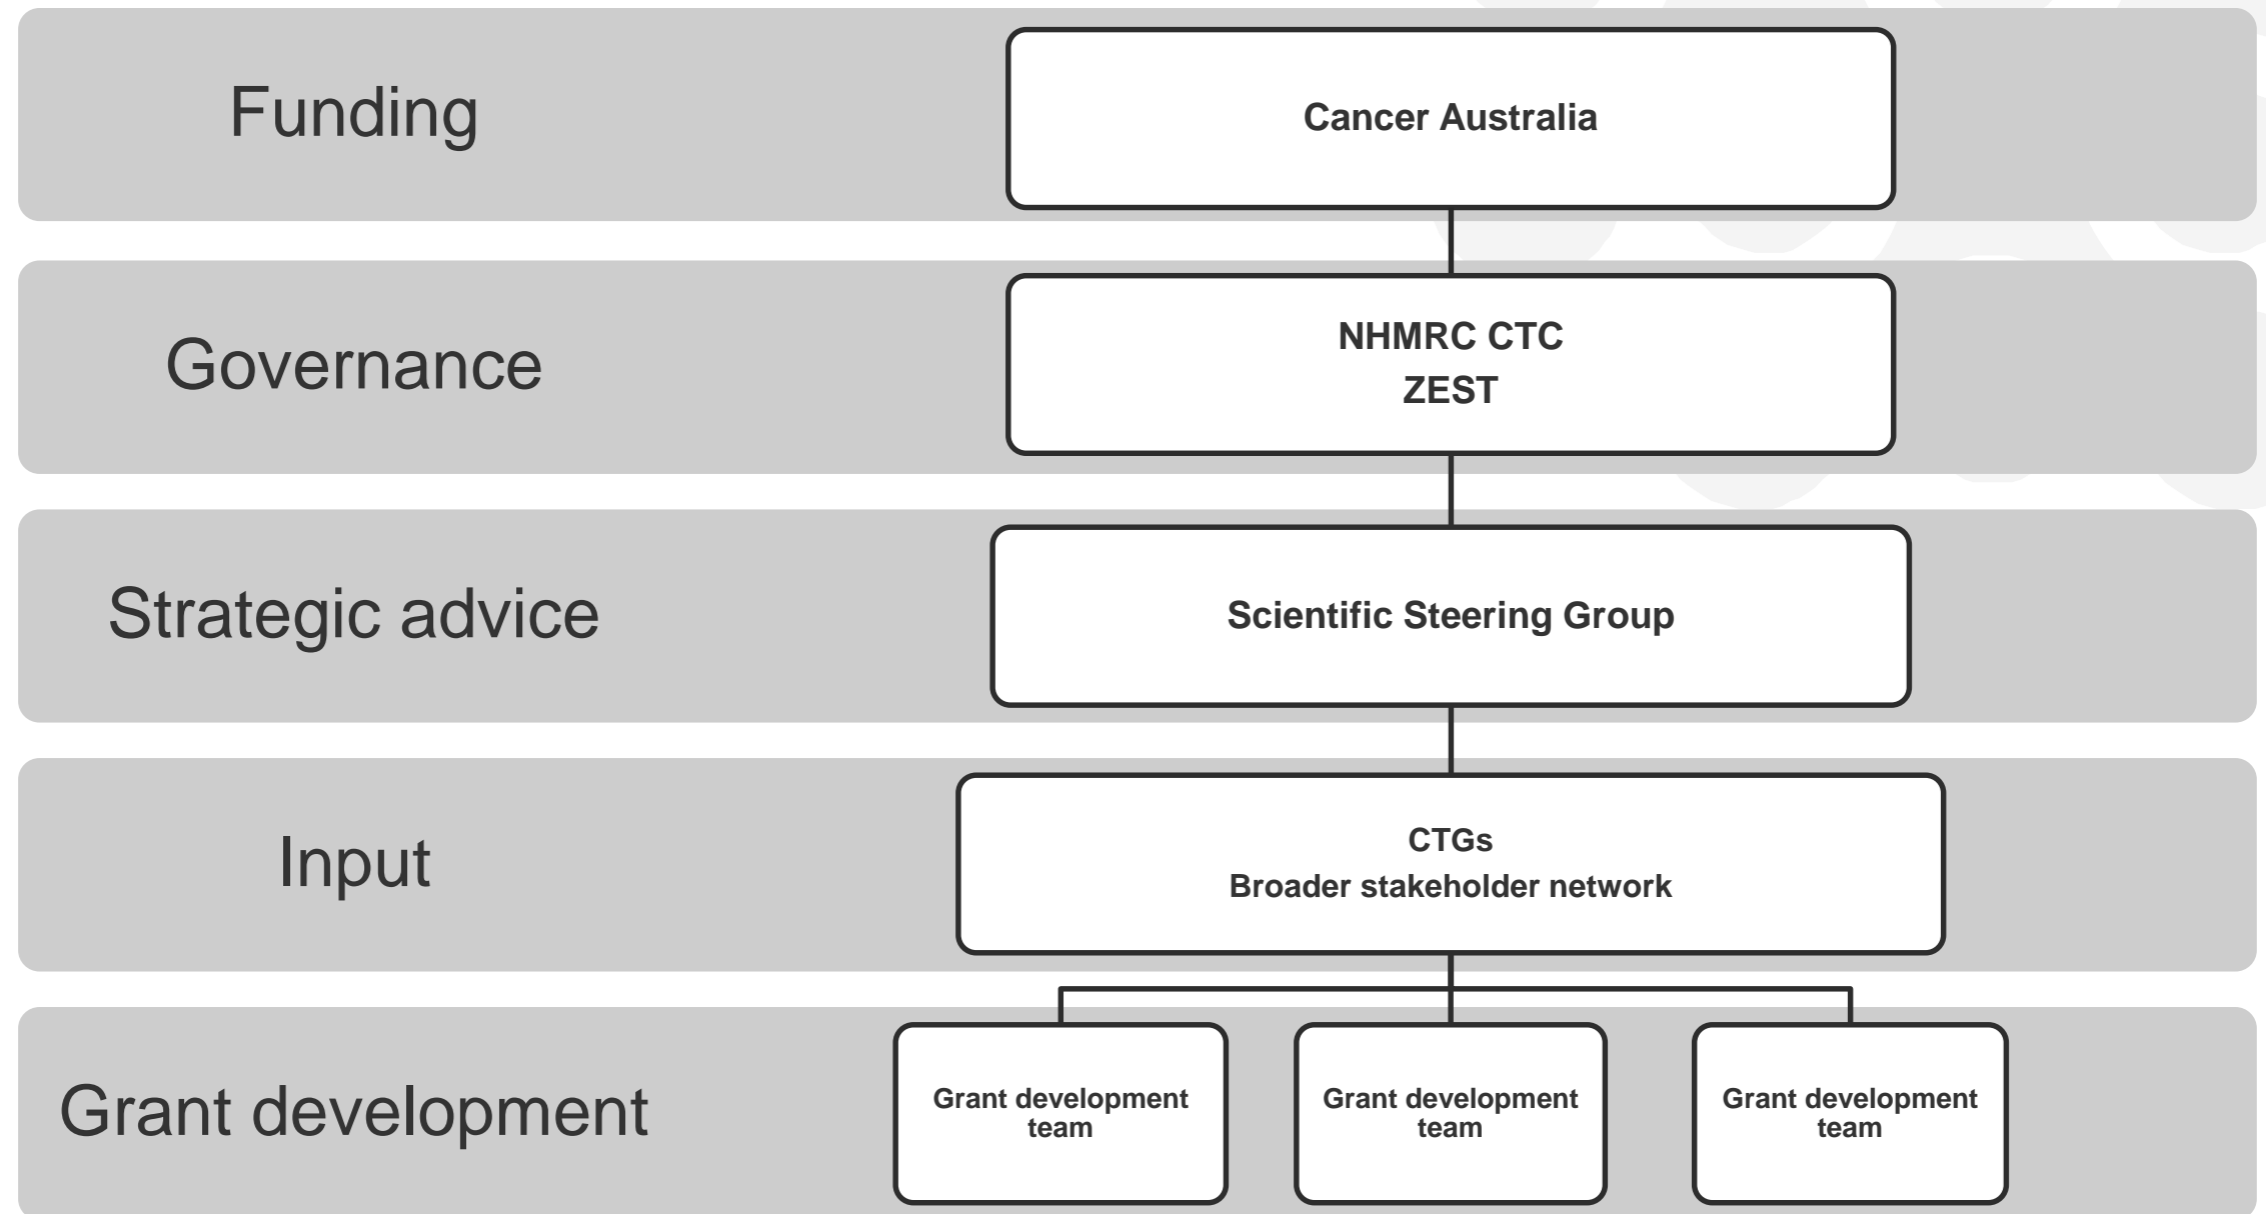 Funding
Cancer Australia
Governance
NHMRC CTC
ZEST
Strategic advice
Scientific Steering Group
Input
CTGs
Broader stakeholder network
Grant development
Grant development
team
Grant development
team
Grant development
team